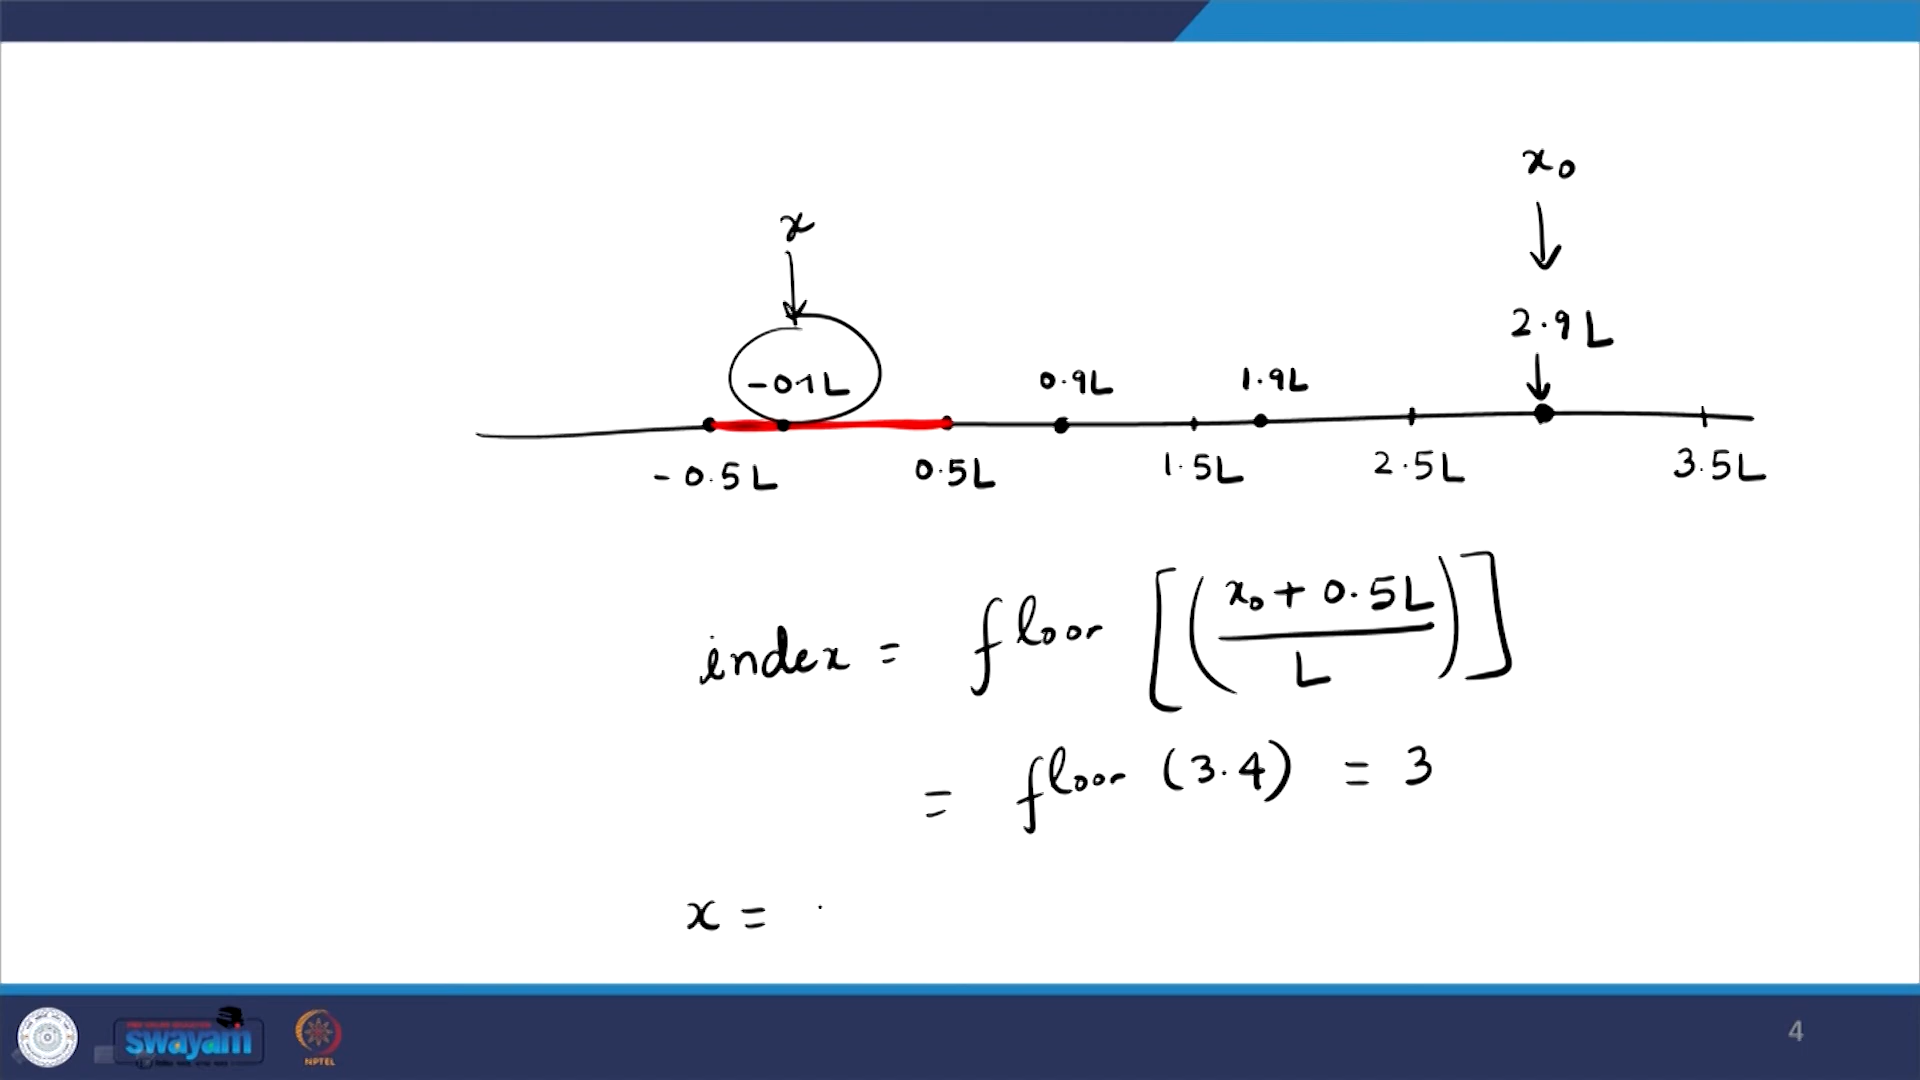 x₀
x
2.9L
-0.1L 0.9L 1.9L
-0.5L 0.5L 1.5L 2.5L 3.5L
index = floor [(x₀ + 0.5L / L)]
= floor (3.4) = 3
x =
swayam
NPTEL
4